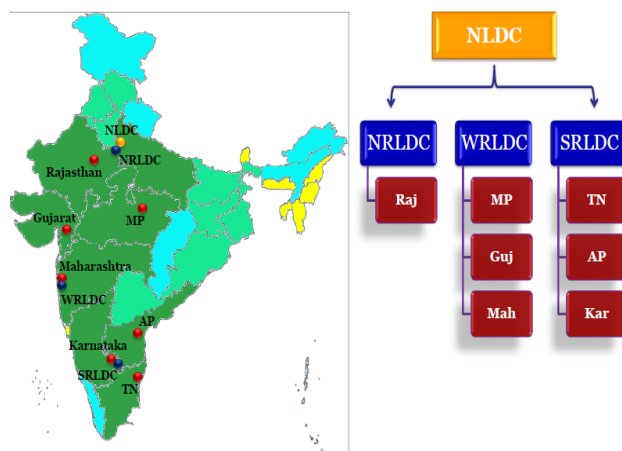 NLDC
NRLDC
Rajasthan
Gujarat
MP
Maharashtra
WRLDC
AP
Karnataka
SRLDC
TN
NLDC
NRLDC
WRLDC
SRLDC
Raj
MP
TN
Guj
AP
Mah
Kar